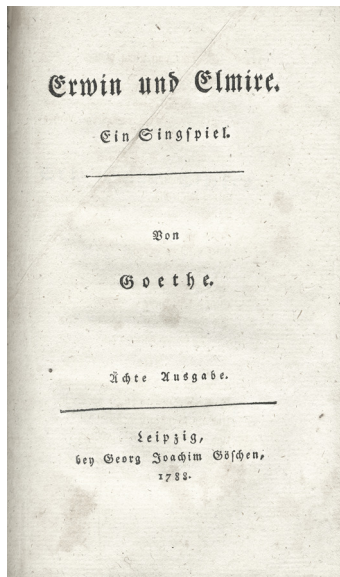 Erwin und Elmire.
Ein Singspiel.
Von
Goethe.
Ächte Ausgabe.
Leipzig,
bey Georg Joachim Göschen,
1788.